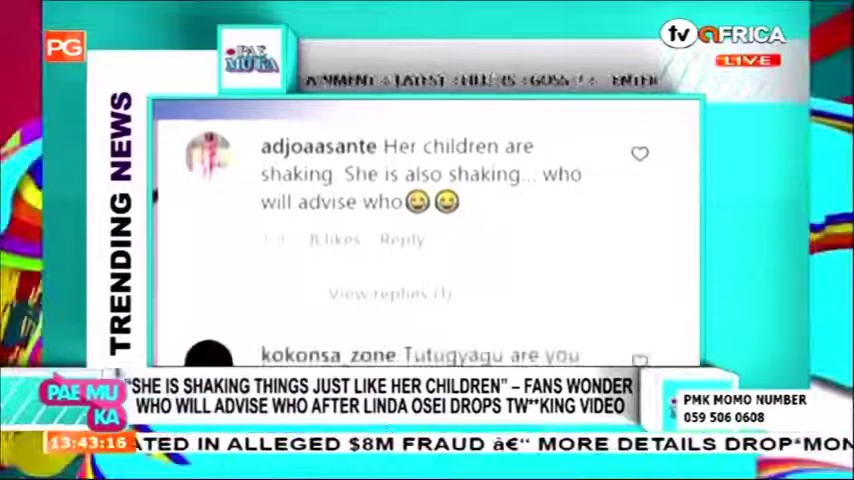 PG
PAE
MU KA
tv aFRICA
LIVE
TRENDING NEWS
adjoaasante Her children are
shaking. She is also shaking... who
will advise who😂😂
8 likes Reply
View replies (1)
kokonsa_zone Tutugyagu are you
PAE MU
KA
"SHE IS SHAKING THINGS JUST LIKE HER CHILDREN" – FANS WONDER
WHO WILL ADVISE WHO AFTER LINDA OSEI DROPS TW**KING VIDEO
PMK MOMO NUMBER
059 506 0608
13:43:16
ATED IN ALLEGED $8M FRAUD â€“ MORE DETAILS DROP*MON